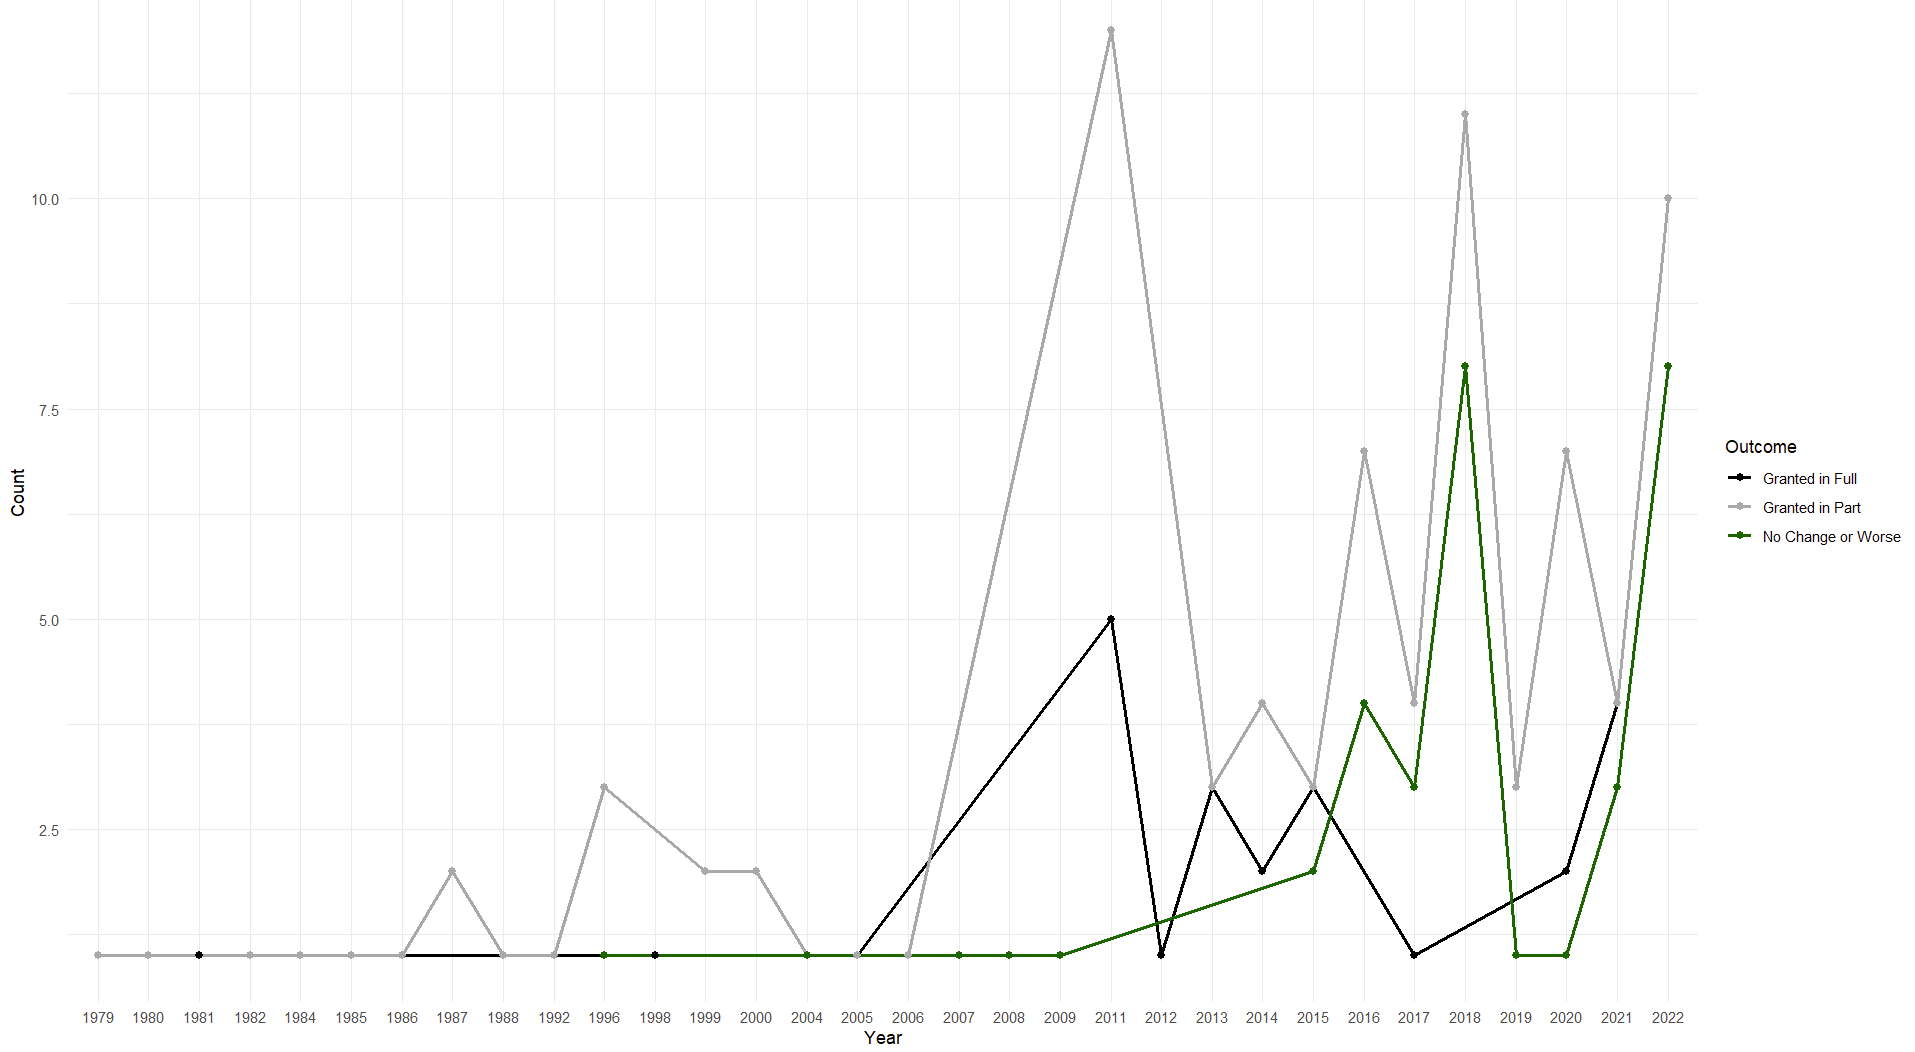 10.0
7.5
5.0
2.5
Count
1979 1980 1981 1982 1984 1985 1986 1987 1988 1992 1996 1998 1999 2000 2004 2005 2006 2007 2008 2009 2011 2012 2013 2014 2015 2016 2017 2018 2019 2020 2021 2022
Year
Outcome
Granted in Full
Granted in Part
No Change or Worse